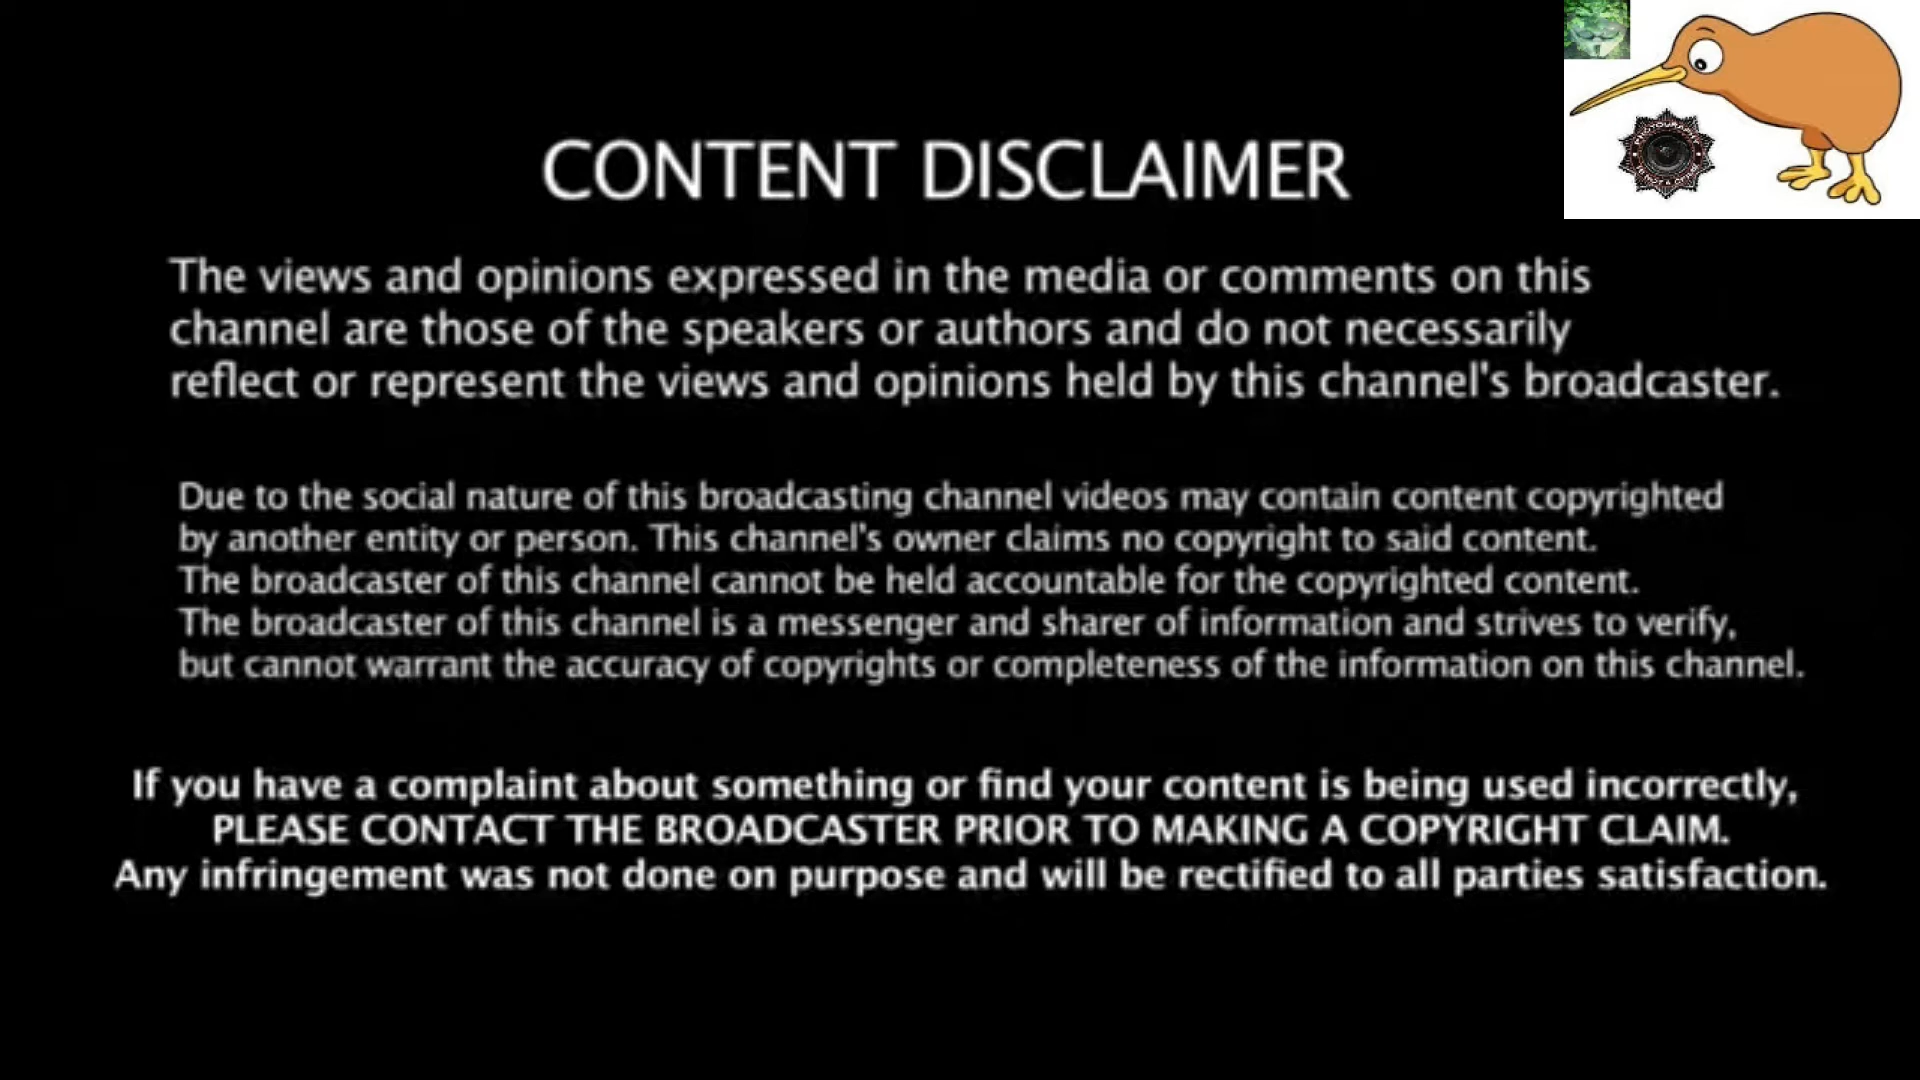 CONTENT DISCLAIMER
The views and opinions expressed in the media or comments on this
channel are those of the speakers or authors and do not necessarily
reflect or represent the views and opinions held by this channel's broadcaster.
Due to the social nature of this broadcasting channel videos may contain content copyrighted
by another entity or person. This channel's owner claims no copyright to said content.
The broadcaster of this channel cannot be held accountable for the copyrighted content.
The broadcaster of this channel is a messenger and sharer of information and strives to verify,
but cannot warrant the accuracy of copyrights or completeness of the information on this channel.
If you have a complaint about something or find your content is being used incorrectly,
PLEASE CONTACT THE BROADCASTER PRIOR TO MAKING A COPYRIGHT CLAIM.
Any infringement was not done on purpose and will be rectified to all parties satisfaction.